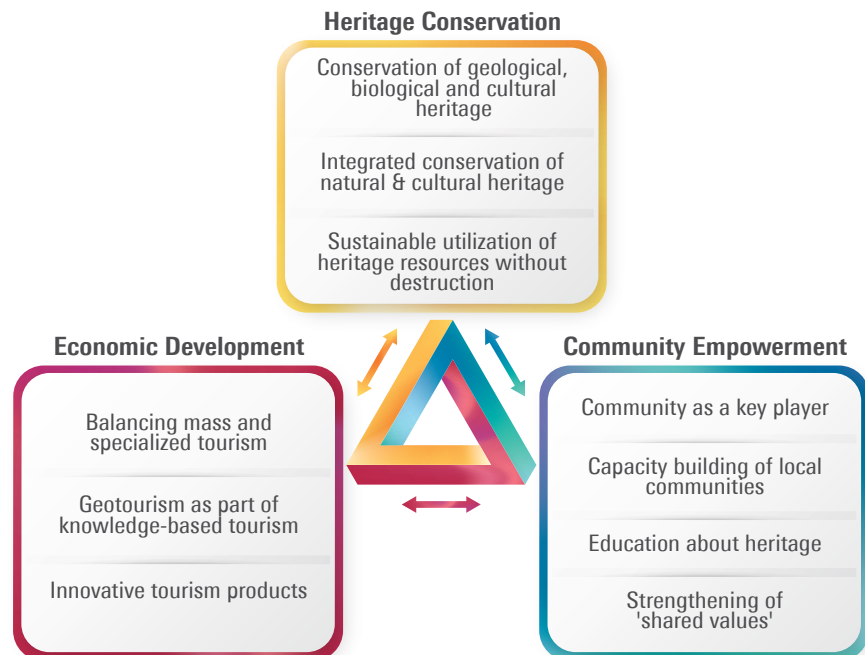 Heritage Conservation
Conservation of geological,
biological and cultural
heritage
Integrated conservation of
natural & cultural heritage
Sustainable utilization of
heritage resources without
destruction
Economic Development
Balancing mass and
specialized tourism
Geotourism as part of
knowledge-based tourism
Innovative tourism products
Community Empowerment
Community as a key player
Capacity building of local
communities
Education about heritage
Strengthening of
'shared values'